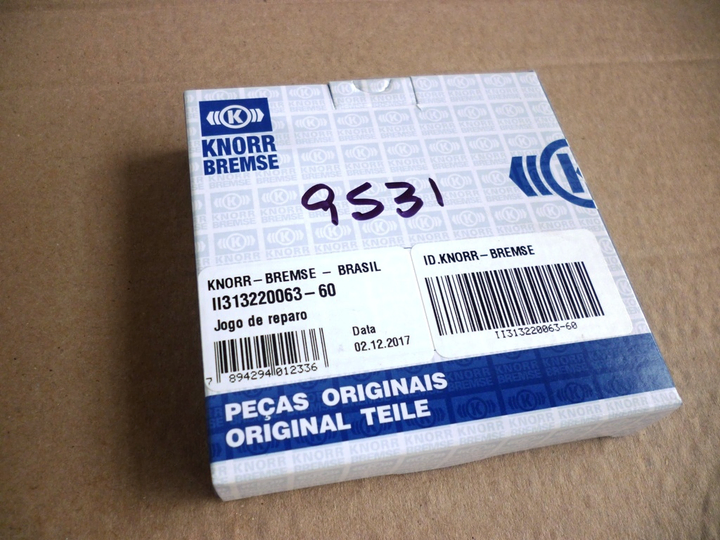 KNORR
BREMSE
9531
KNORR-BREMSE - BRASIL
II313220063-60
Jogo de reparo
Data
02.12.2017
7 894294 012336
ID.KNORR-BREMSE
II313220063-60
PEÇAS ORIGINAIS
ORIGINAL TEILE